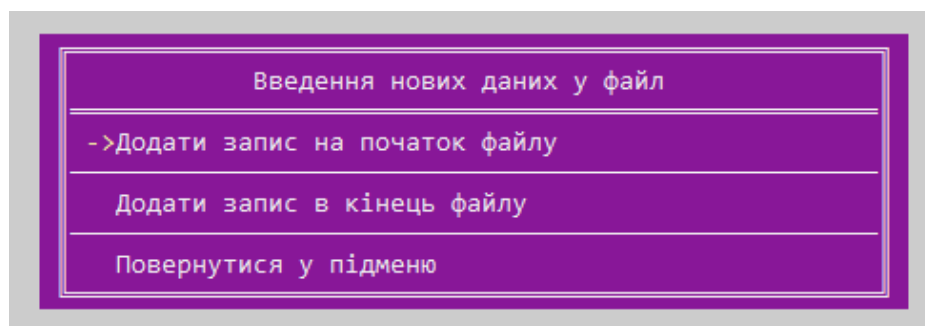 Введення нових даних у файл
->Додати запис на початок файлу
Додати запис в кінець файлу
Повернутися у підменю